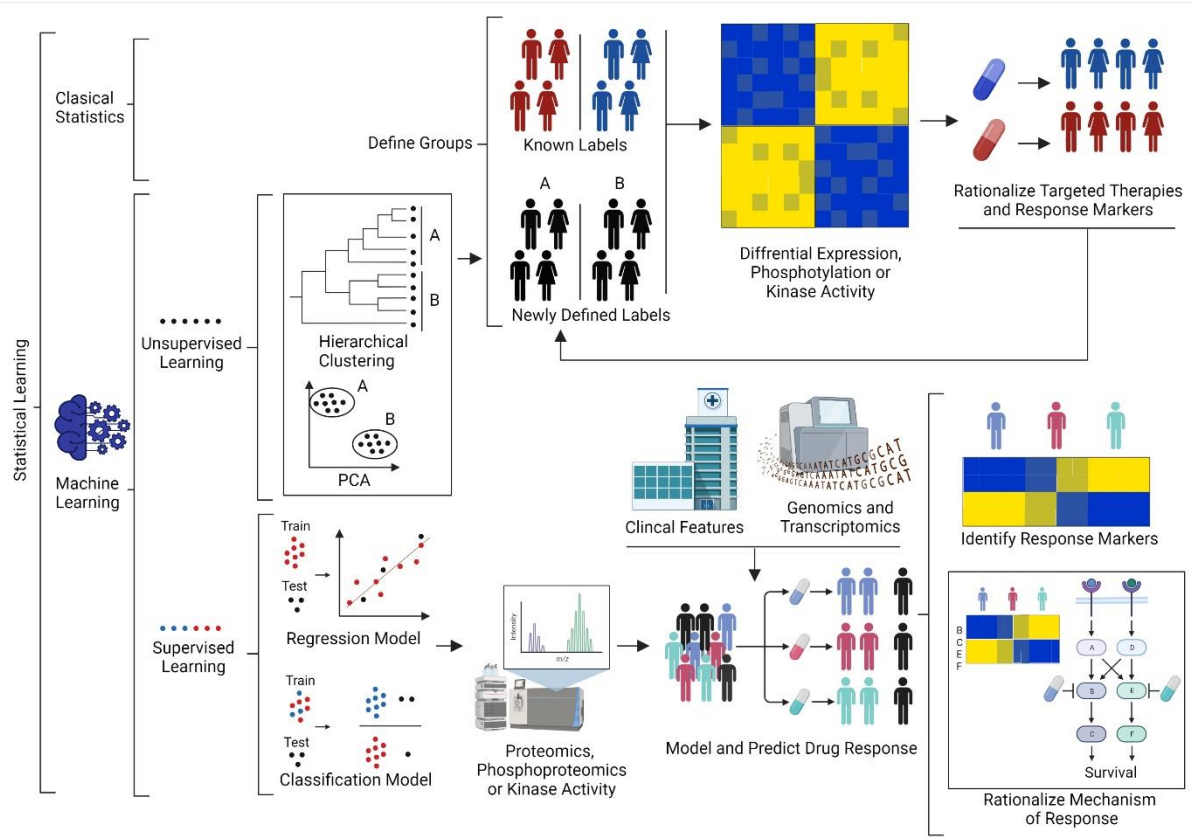 Statistical Learning
Clasical
Statistics
Machine
Learning
Unsupervised
Learning
Supervised
Learning
A
B
Hierarchical
Clustering
A
B
PCA
Define Groups
Known Labels
A
B
Newly Defined Labels
Diffrential Expression,
Phosphotylation or
Kinase Activity
Rationalize Targeted Therapies
and Response Markers
Train
Test
Regression Model
Train
Test
Classification Model
Intensity
m/z
Proteomics,
Phosphoproteomics
or Kinase Activity
Clincal Features
Genomics and
Transcriptomics
Model and Predict Drug Response
Identify Response Markers
B
C
E
F
A
D
B
E
C
F
Survival
Rationalize Mechanism
of Response